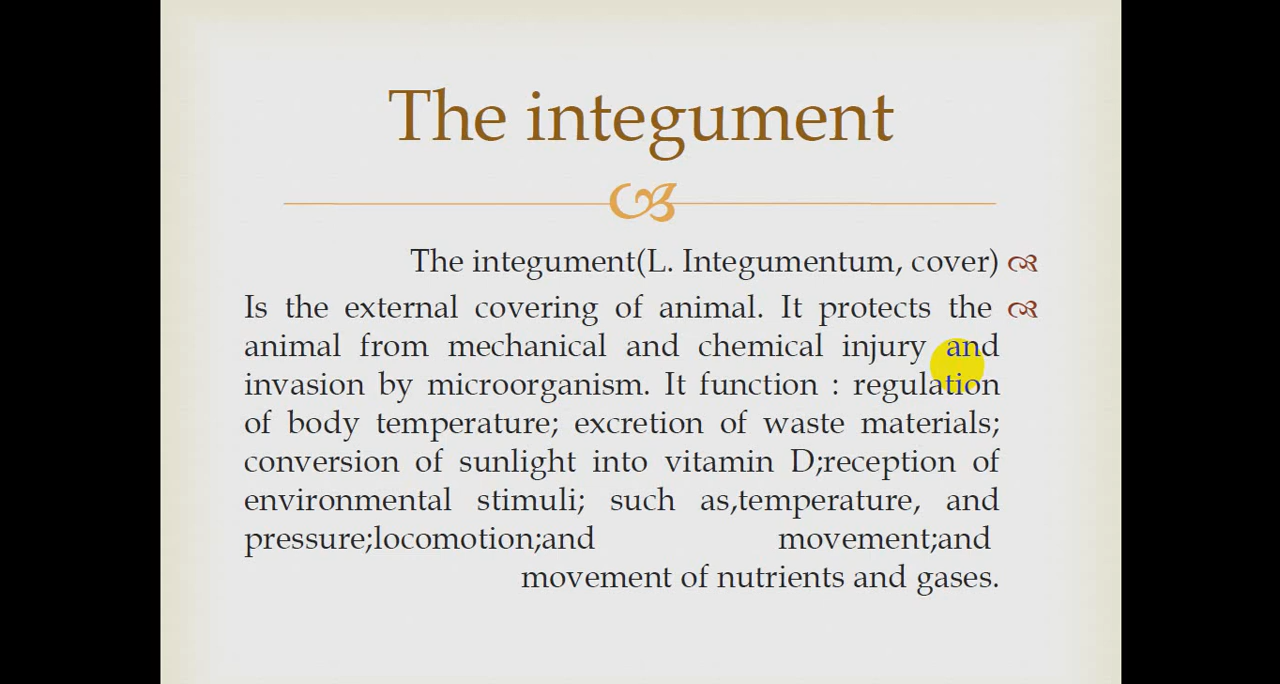 The integument
The integument(L. Integumentum, cover)
Is the external covering of animal. It protects the
animal from mechanical and chemical injury and
invasion by microorganism. It function : regulation
of body temperature; excretion of waste materials;
conversion of sunlight into vitamin D;reception of
environmental stimuli; such as,temperature, and
pressure;locomotion;and movement;and
movement of nutrients and gases.